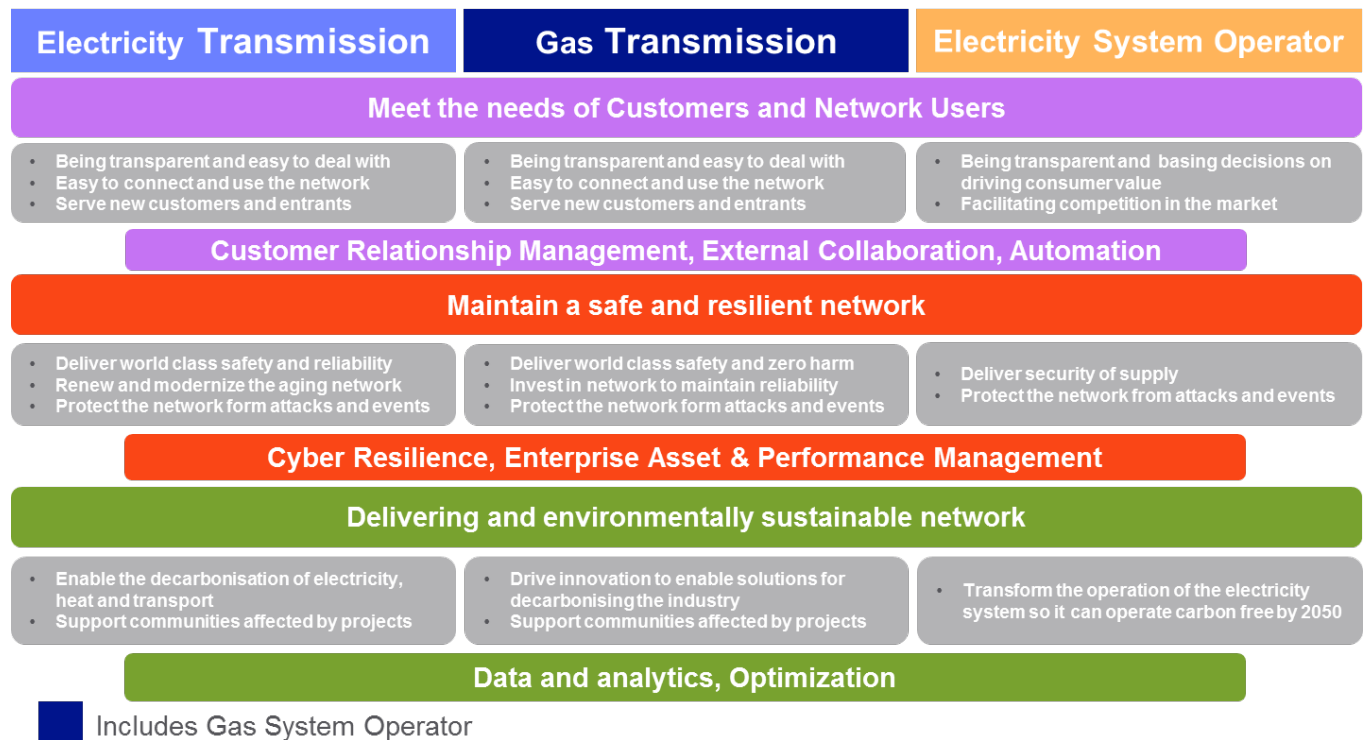 Electricity Transmission
Gas Transmission
Electricity System Operator
Meet the needs of Customers and Network Users
• Being transparent and easy to deal with
• Easy to connect and use the network
• Serve new customers and entrants
• Being transparent and easy to deal with
• Easy to connect and use the network
• Serve new customers and entrants
• Being transparent and basing decisions on
driving consumer value
• Facilitating competition in the market
Customer Relationship Management, External Collaboration, Automation
Maintain a safe and resilient network
• Deliver world class safety and reliability
• Renew and modernize the aging network
• Protect the network form attacks and events
• Deliver world class safety and zero harm
• Invest in network to maintain reliability
• Protect the network form attacks and events
• Deliver security of supply
• Protect the network from attacks and events
Cyber Resilience, Enterprise Asset & Performance Management
Delivering and environmentally sustainable network
• Enable the decarbonisation of electricity,
heat and transport
• Support communities affected by projects
• Drive innovation to enable solutions for
decarbonising the industry
• Support communities affected by projects
• Transform the operation of the electricity
system so it can operate carbon free by 2050
Data and analytics, Optimization
Includes Gas System Operator